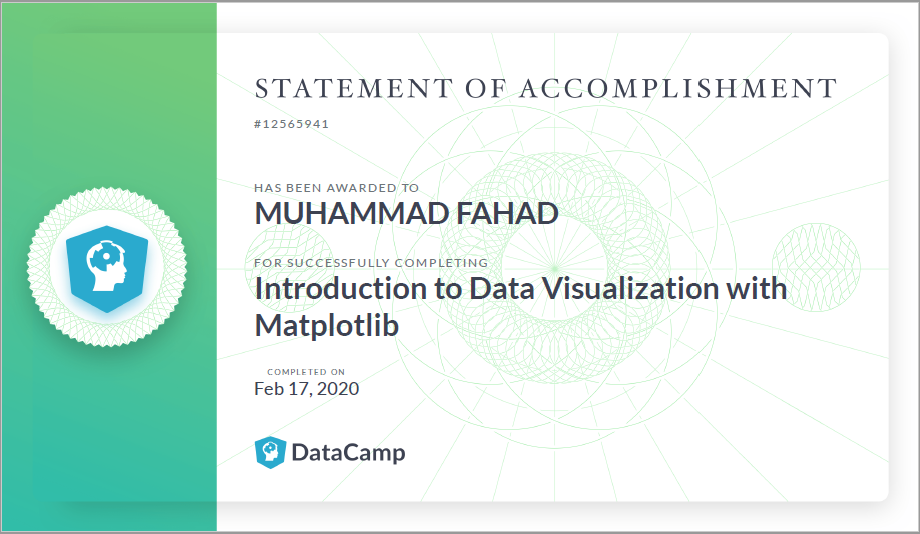 STATEMENT OF ACCOMPLISHMENT
#12565941
HAS BEEN AWARDED TO
MUHAMMAD FAHAD
FOR SUCCESSFULLY COMPLETING
Introduction to Data Visualization with
Matplotlib
COMPLETED ON
Feb 17, 2020
DataCamp